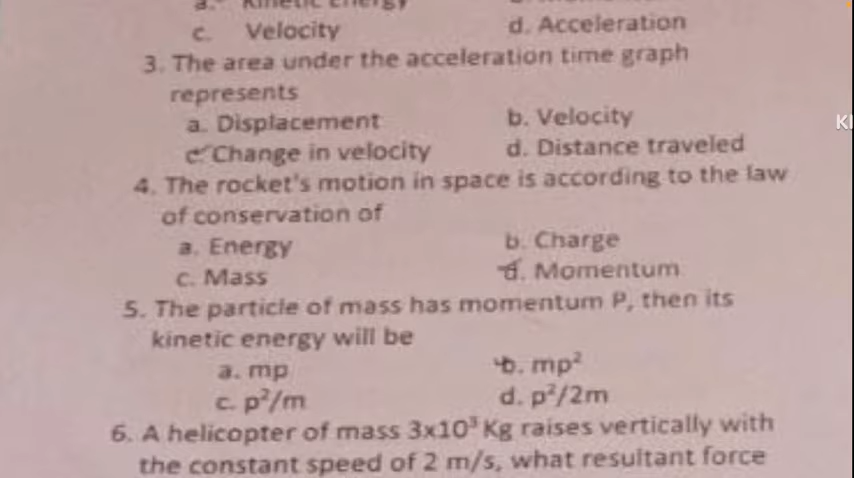 a. Kinetic energy
c. Velocity d. Acceleration
3. The area under the acceleration time graph
represents
a. Displacement b. Velocity
c. Change in velocity d. Distance traveled
4. The rocket's motion in space is according to the law
of conservation of
a. Energy b. Charge
c. Mass d. Momentum
5. The particle of mass has momentum P, then its
kinetic energy will be
a. mp b. mp²
c. p²/m d. p²/2m
6. A helicopter of mass 3x10³ Kg raises vertically with
the constant speed of 2 m/s, what resultant force